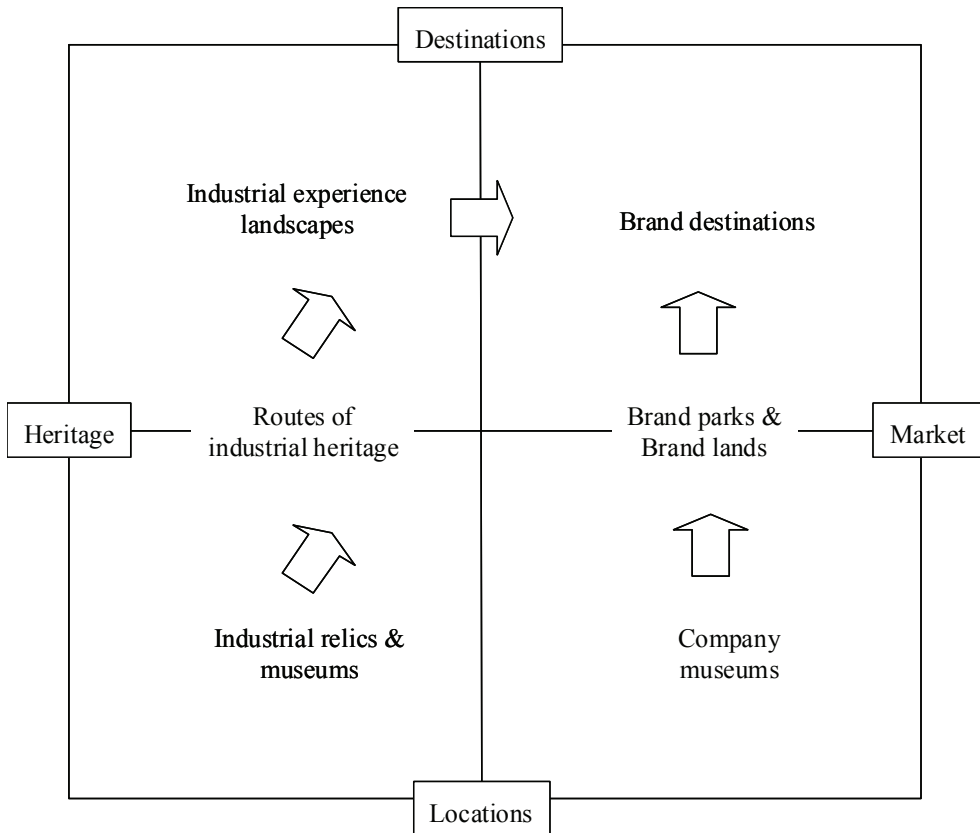 Destinations
Industrial experience
landscapes
Brand destinations
Heritage
Routes of
industrial heritage
Brand parks &
Brand lands
Market
Industrial relics &
museums
Company
museums
Locations